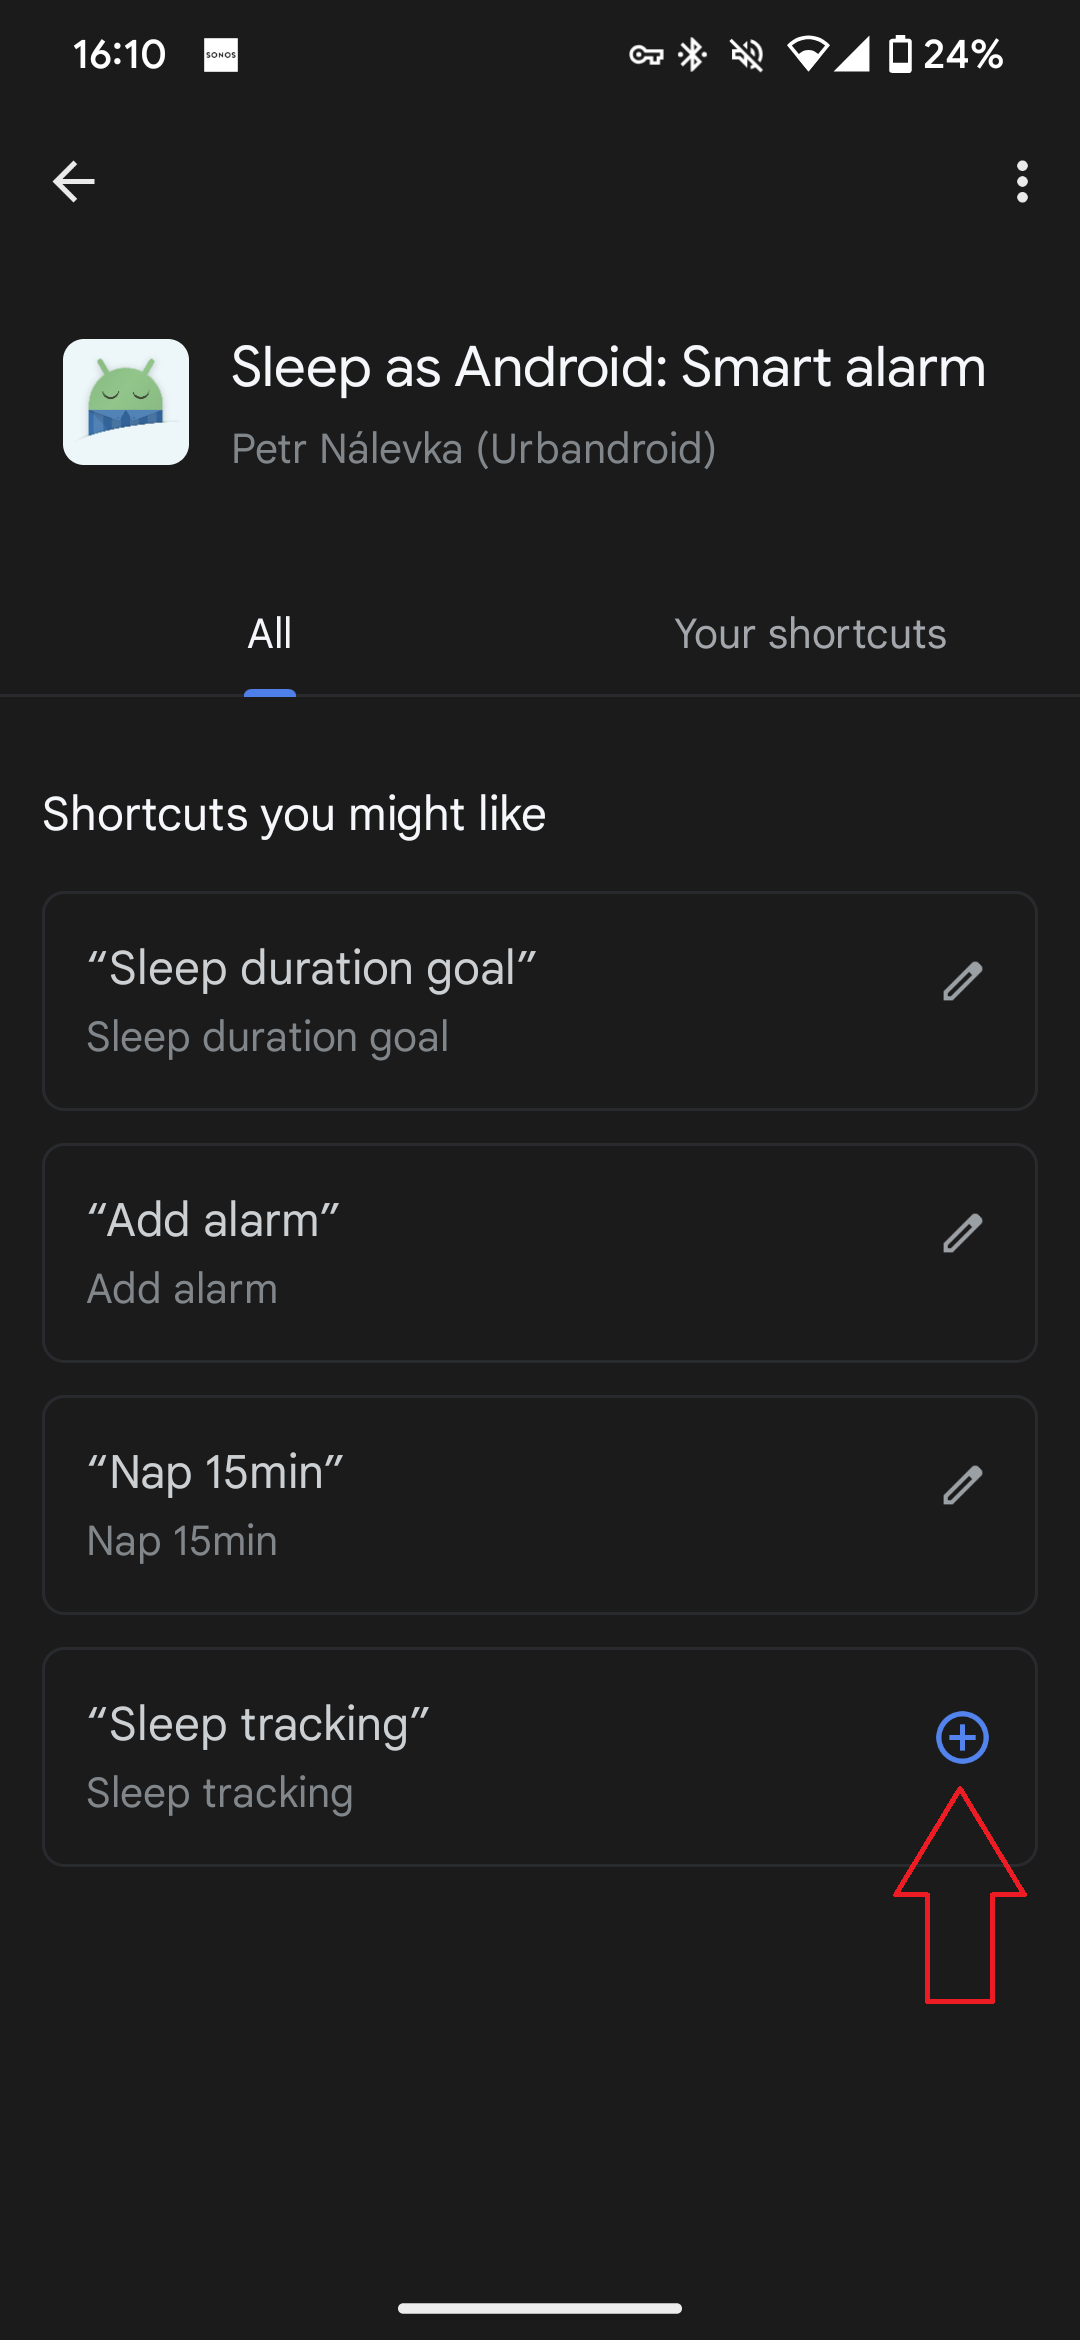 16:10 SONOS 24%
Sleep as Android: Smart alarm
Petr Nálevka (Urbandroid)
All Your shortcuts
Shortcuts you might like
“Sleep duration goal”
Sleep duration goal
“Add alarm”
Add alarm
“Nap 15min”
Nap 15min
“Sleep tracking”
Sleep tracking